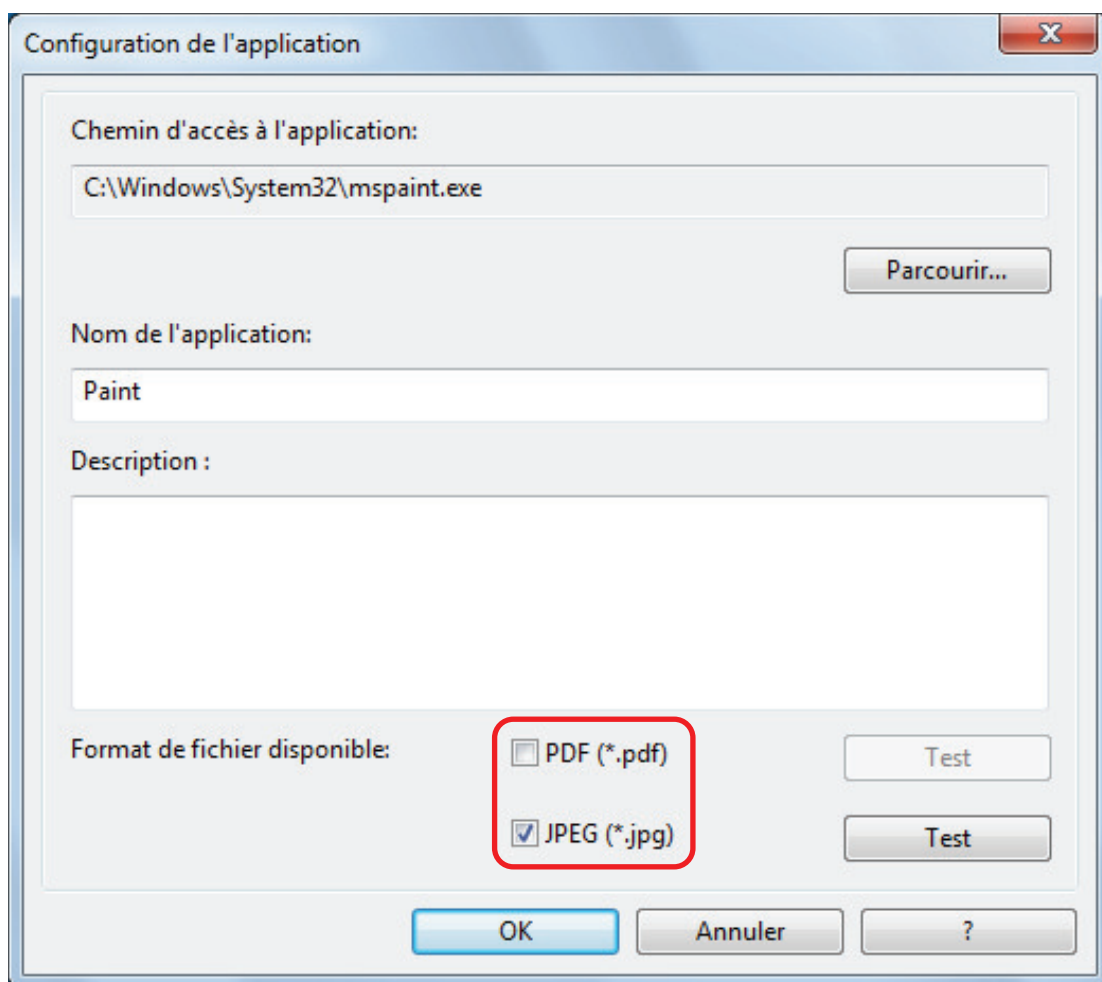 Configuration de l'application
Chemin d'accès à l'application:
C:\Windows\System32\mspaint.exe
Parcourir...
Nom de l'application:
Paint
Description :
Format de fichier disponible:
PDF (*.pdf)
Test
JPEG (*.jpg)
Test
OK
Annuler
?